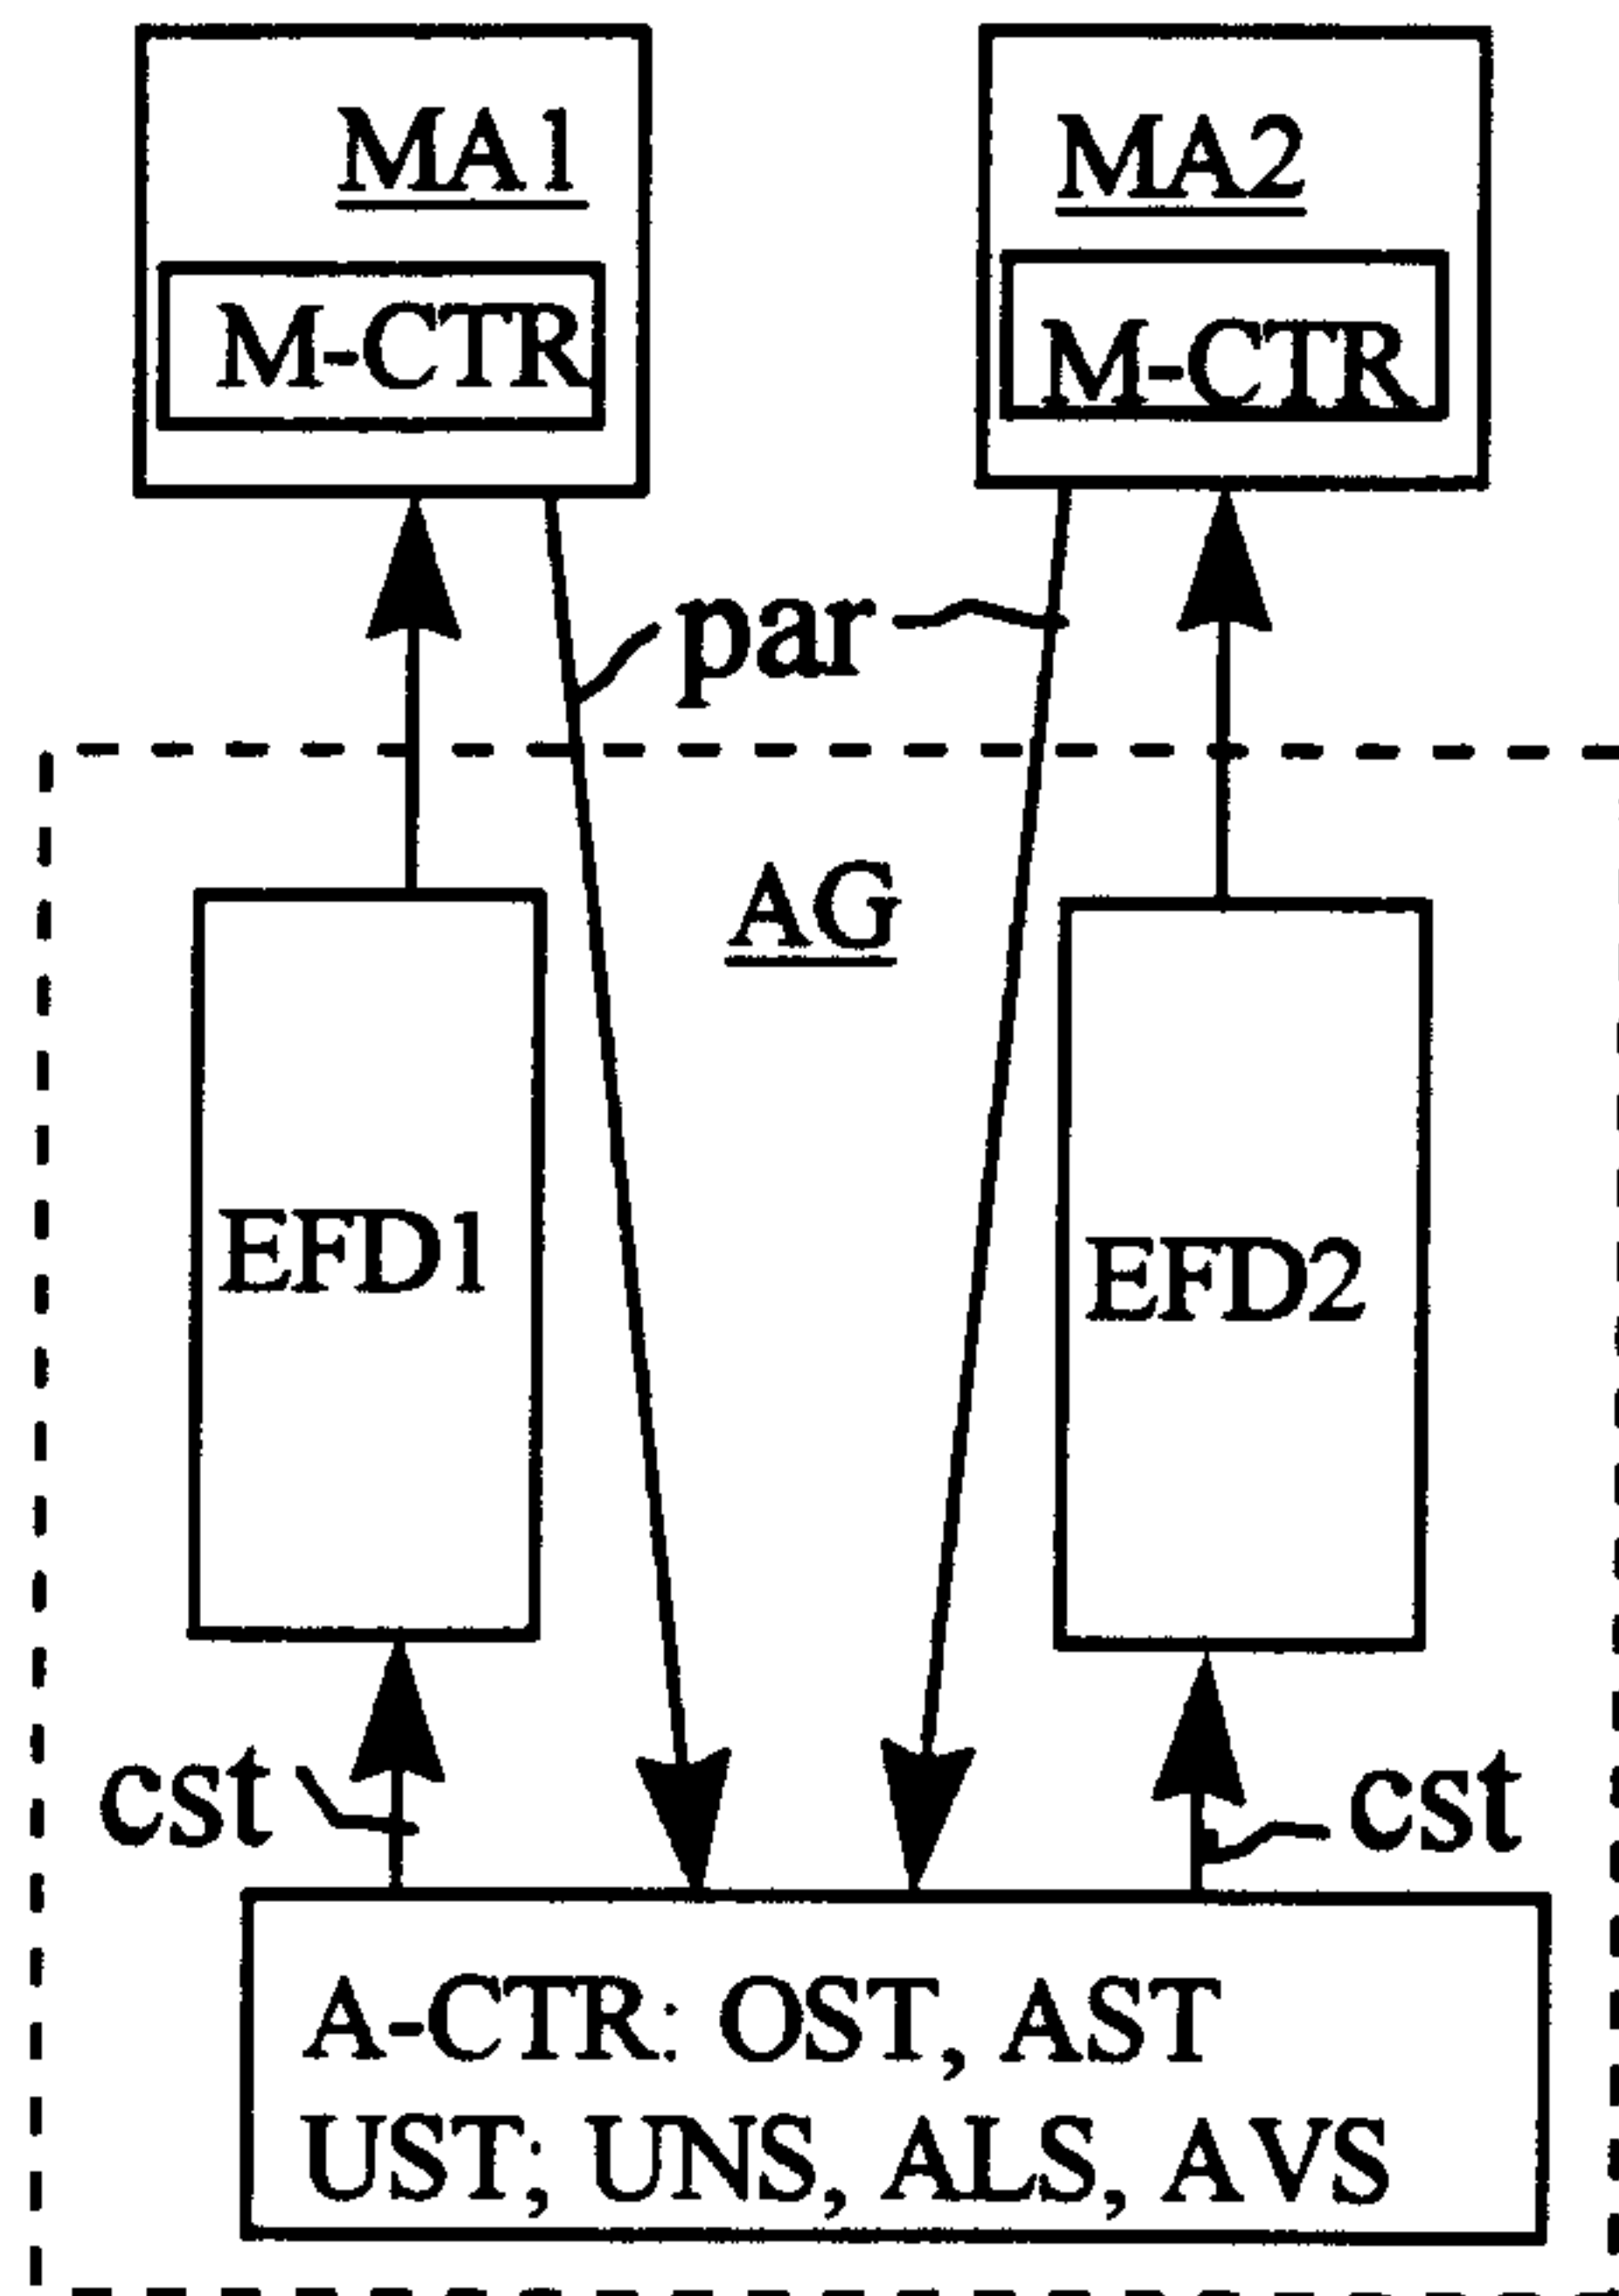 MA1
MA2
M-CTR
M-CTR
par
AG
EFD1
EFD2
cst
cst
A-CTR: OST, AST
UST; UNS, ALS, AVS